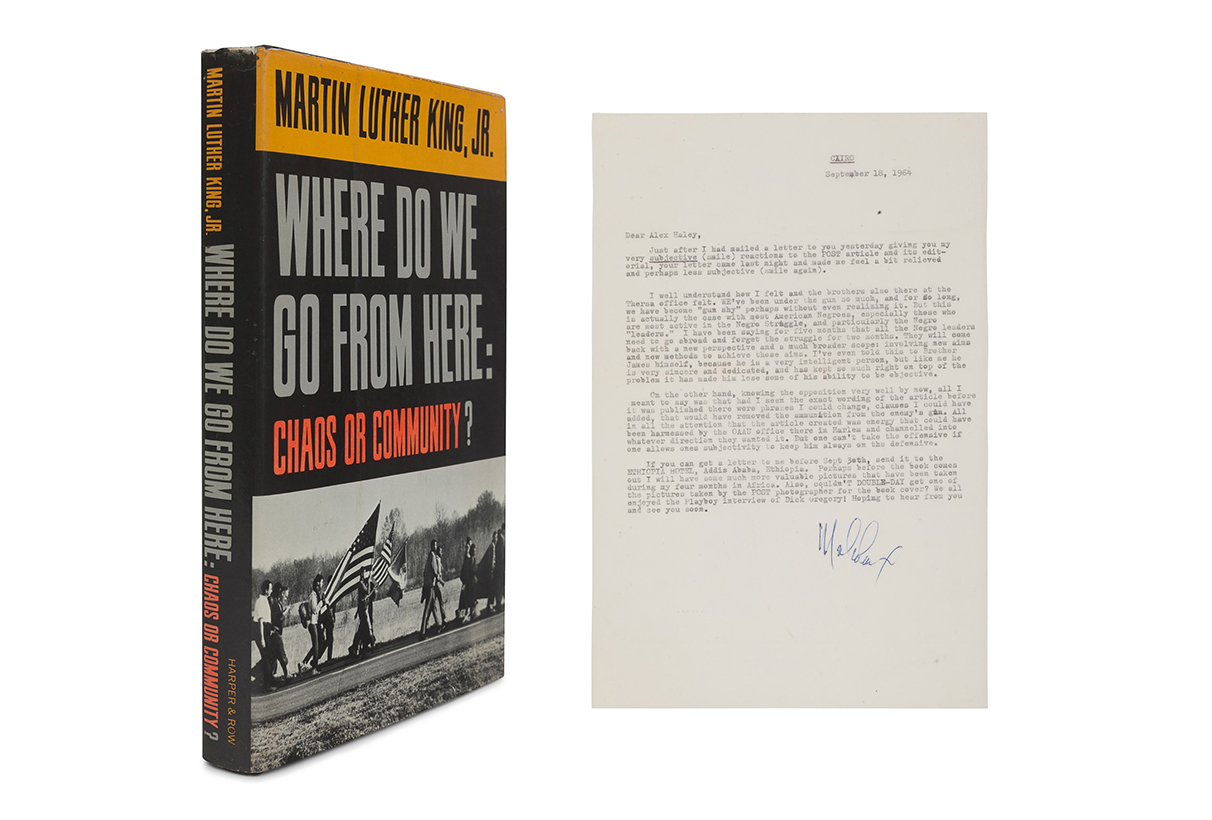 MARTIN LUTHER KING, JR. WHERE DO WE GO FROM HERE: CHAOS OR COMMUNITY?
HARPER & ROW
MARTIN LUTHER KING, JR.
WHERE DO WE
GO FROM HERE:
CHAOS OR COMMUNITY?
CAIRO
September 18, 1964
Dear Alex Haley,
Just after I had mailed a letter to you yesterday giving you my
very subjective (smile) reactions to the POST article and its edit-
orial, your letter came last night and made me feel a bit relieved
and perhaps less subjective (smile again).
I well understand how I felt and the brothers also there at the
Theresa office felt. WE've been under the gun so much, and for so long,
we have become "gun shy" perhaps without even realizing it. But this
is actually the case with most American Negroes, especially those who
are most active in the Negro Struggle, and particularly the Negro
"leaders." I have been saying for five months that all the Negro leaders
need to go abroad and forget the struggle for two months. They will come
back with a new perspective and a much broader scope: involving new aims
and new methods to achieve those aims. I've even told this to Brother
James himself, because he is a very intelligent person, but like me he
is very sincere and dedicated, and has kept so much right on top of the
problem it has made him lose some of his ability to be objective.
On the other hand, knowing the opposition very well by now, all I
meant to say was that had I seen the exact wording of the article before
it was published there were phrases I could change, clauses I could have
added, that would have removed the ammunition from the enemy's gun. All
in all the attention that the article created was energy that could have
been harnessed by the OAAU office there in Harlem and channelled into
whatever direction they wanted it. But one can't take the offensive if
one allows ones subjectivity to keep him always on the defensive.
If you can get a letter to me before Sept 30th, send it to the
ETHIOPIA HOTEL, Addis Ababa, Ethiopia. Perhaps before the book comes
out I will have some much more valuable pictures that have been taken
during my four months in Africa. Also, couldn'T DOUBLE-DAY get one of
the pictures taken by the POST photographer for the book cover? We all
enjoyed the Playboy interview of Dick Gregory! Hoping to hear from you
and see you soon.
Malcolm X